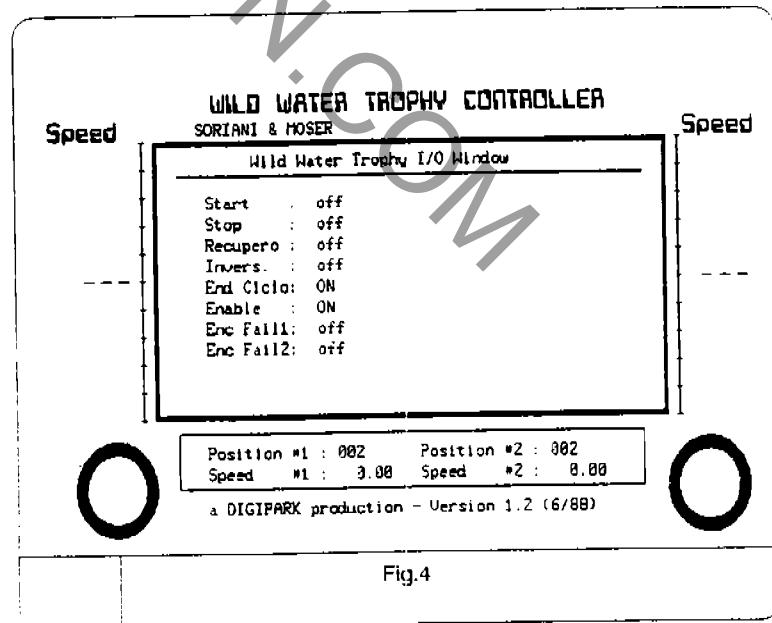 N.COM
WILD WATER TROPHY CONTROLLER
Speed SORIANI & MOSER Speed
Wild Water Trophy I/O Window
Start : off
Stop : off
Recupero : off
Invers. : off
End Ciclo: ON
Enable : ON
Enc Fail1: off
Enc Fail2: off
Position #1 : 002 Position #2 : 002
Speed #1 : 0.00 Speed #2 : 0.00
a DIGIPARK production - Version 1.2 (6/88)
Fig.4